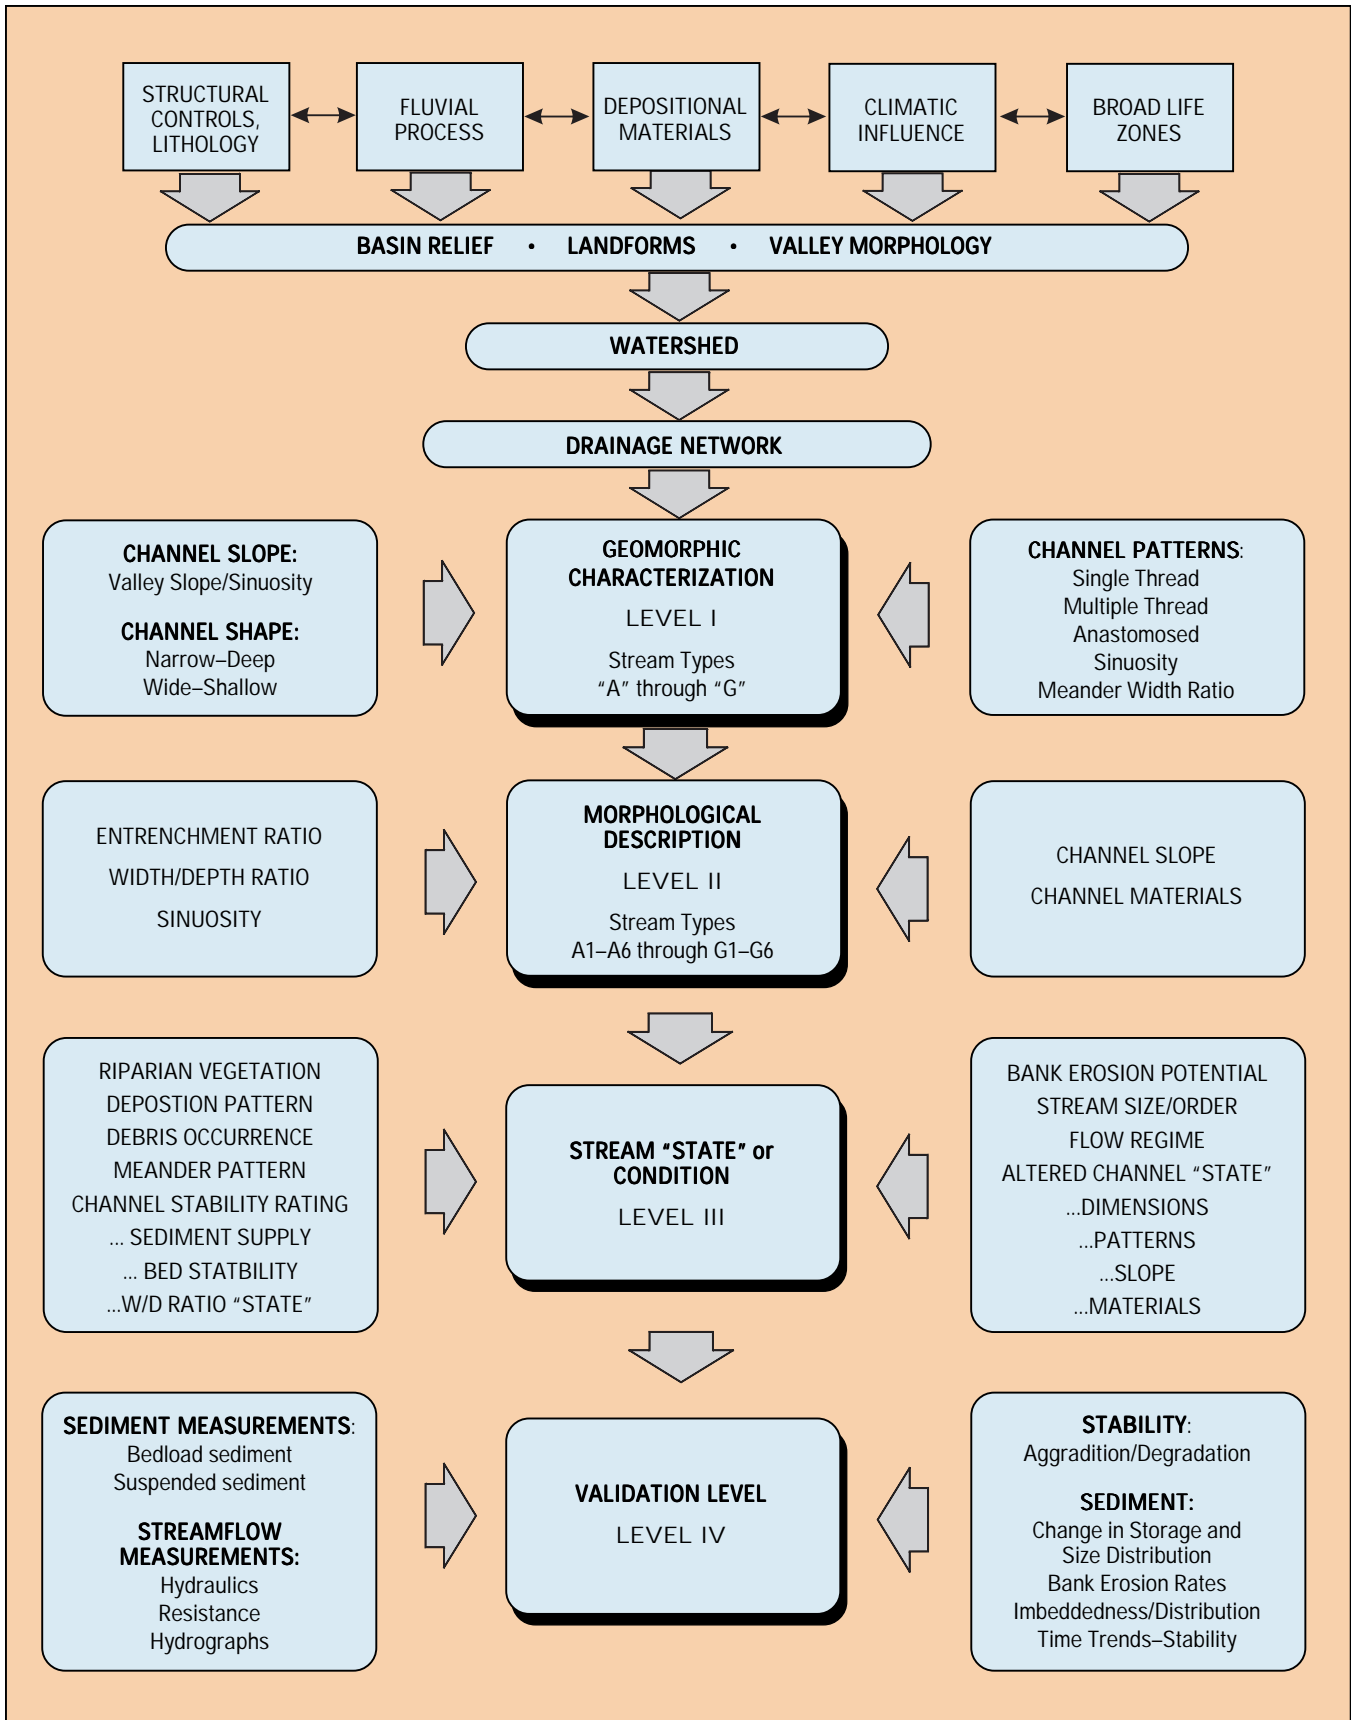 STRUCTURAL
CONTROLS,
LITHOLOGY
FLUVIAL
PROCESS
DEPOSITIONAL
MATERIALS
CLIMATIC
INFLUENCE
BROAD LIFE
ZONES
BASIN RELIEF • LANDFORMS • VALLEY MORPHOLOGY
WATERSHED
DRAINAGE NETWORK
CHANNEL SLOPE:
Valley Slope/Sinuosity
CHANNEL SHAPE:
Narrow–Deep
Wide–Shallow
GEOMORPHIC
CHARACTERIZATION
LEVEL I
Stream Types
“A” through “G”
CHANNEL PATTERNS:
Single Thread
Multiple Thread
Anastomosed
Sinuosity
Meander Width Ratio
ENTRENCHMENT RATIO
WIDTH/DEPTH RATIO
SINUOSITY
MORPHOLOGICAL
DESCRIPTION
LEVEL II
Stream Types
A1–A6 through G1–G6
CHANNEL SLOPE
CHANNEL MATERIALS
RIPARIAN VEGETATION
DEPOSTION PATTERN
DEBRIS OCCURRENCE
MEANDER PATTERN
CHANNEL STABILITY RATING
... SEDIMENT SUPPLY
... BED STATBILITY
...W/D RATIO “STATE”
STREAM “STATE” or
CONDITION
LEVEL III
BANK EROSION POTENTIAL
STREAM SIZE/ORDER
FLOW REGIME
ALTERED CHANNEL “STATE”
...DIMENSIONS
...PATTERNS
...SLOPE
...MATERIALS
SEDIMENT MEASUREMENTS:
Bedload sediment
Suspended sediment
STREAMFLOW
MEASUREMENTS:
Hydraulics
Resistance
Hydrographs
VALIDATION LEVEL
LEVEL IV
STABILITY:
Aggradition/Degradation
SEDIMENT:
Change in Storage and
Size Distribution
Bank Erosion Rates
Imbeddedness/Distribution
Time Trends–Stability